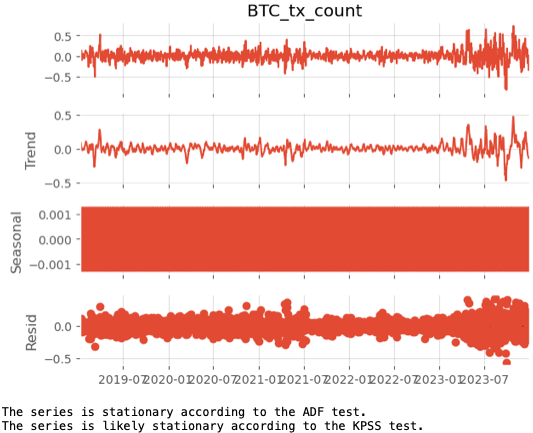 BTC_tx_count
0.5
0.0
−0.5
0.5
0.0
−0.5
Trend
0.001
0.000
−0.001
Seasonal
0.0
−0.5
Resid
2019-07 2020-01 2020-07 2021-01 2021-07 2022-01 2022-07 2023-01 2023-07
The series is stationary according to the ADF test.
The series is likely stationary according to the KPSS test.